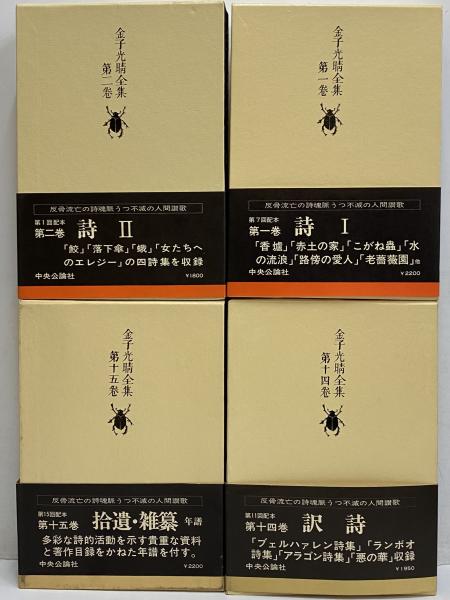 金子光晴全集
第二卷
反骨流亡の詩魂脈うつ不滅の人間讃歌
第1回配本
第二巻 詩 Ⅱ
「鮫」「落下傘」「蛾」「女たちへ
のエレジー」の四詩集を収録
中央公論社
¥1800
金子光晴全集
第一卷
反骨流亡の詩魂脈うつ不滅の人間讃歌
第7回配本
第一巻 詩 Ⅰ
「香爐」「赤土の家」「こがね蟲」「水
の流浪」「路傍の愛人」「老薔薇園」他
中央公論社
¥2200
金子光晴全集
第十五卷
反骨流亡の詩魂脈うつ不滅の人間讃歌
第15回配本
第十五巻 拾遺・雑纂 年譜
多彩な詩的活動を示す貴重な資料
と著作目録をかねた年譜を付す。
中央公論社
¥2200
金子光晴全集
第十四卷
反骨流亡の詩魂脈うつ不滅の人間讃歌
第11回配本
第十四巻 訳 詩
「ヴェルハァレン詩集」「ランボオ
詩集」「アラゴン詩集」「悪の華」収録
中央公論社
¥1950